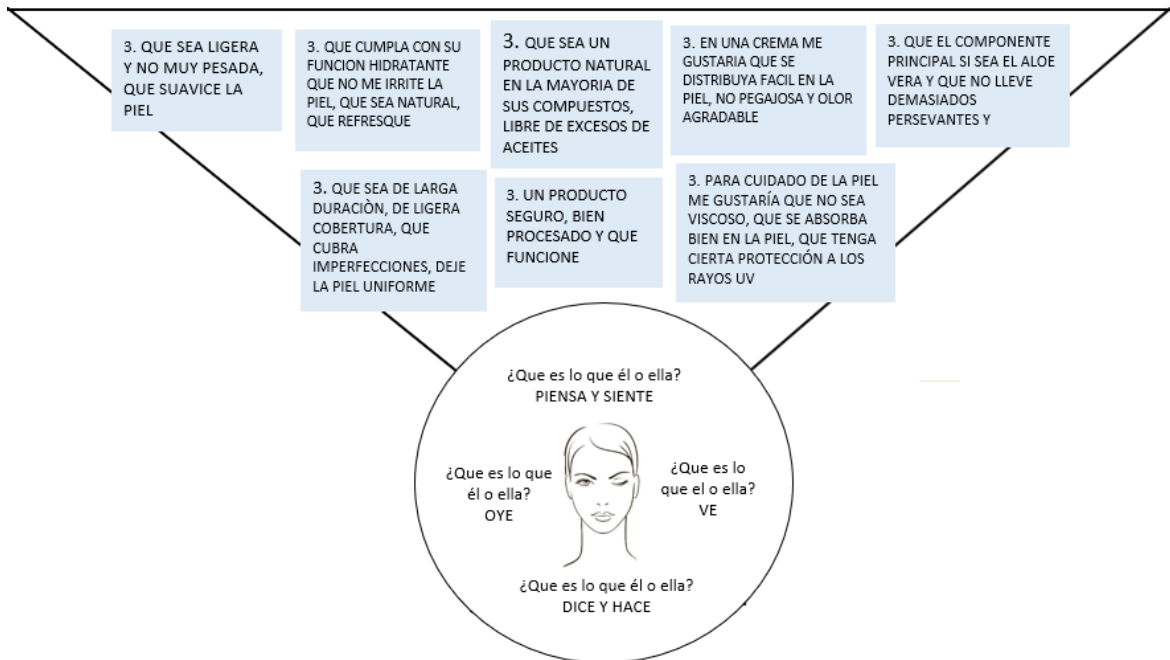 3. QUE SEA LIGERA
Y NO MUY PESADA,
QUE SUAVICE LA
PIEL
3. QUE CUMPLA CON SU
FUNCION HIDRATANTE
QUE NO ME IRRITE LA
PIEL, QUE SEA NATURAL,
QUE REFRESQUE
3. QUE SEA UN
PRODUCTO NATURAL
EN LA MAYORIA DE
SUS COMPUESTOS,
LIBRE DE EXCESOS DE
ACEITES
3. EN UNA CREMA ME
GUSTARIA QUE SE
DISTRIBUYA FACIL EN LA
PIEL, NO PEGAJOSA Y OLOR
AGRADABLE
3. QUE EL COMPONENTE
PRINCIPAL SI SEA EL ALOE
VERA Y QUE NO LLEVE
DEMASIADOS
PERSEVANTES Y
3. QUE SEA DE LARGA
DURACIÒN, DE LIGERA
COBERTURA, QUE
CUBRA
IMPERFECCIONES, DEJE
LA PIEL UNIFORME
3. UN PRODUCTO
SEGURO, BIEN
PROCESADO Y QUE
FUNCIONE
3. PARA CUIDADO DE LA PIEL
ME GUSTARÍA QUE NO SEA
VISCOSO, QUE SE ABSORBA
BIEN EN LA PIEL, QUE TENGA
CIERTA PROTECCIÓN A LOS
RAYOS UV
¿Que es lo que él o ella?
PIENSA Y SIENTE
¿Que es lo que
él o ella?
OYE
¿Que es lo
que el o ella?
VE
¿Que es lo que él o ella?
DICE Y HACE